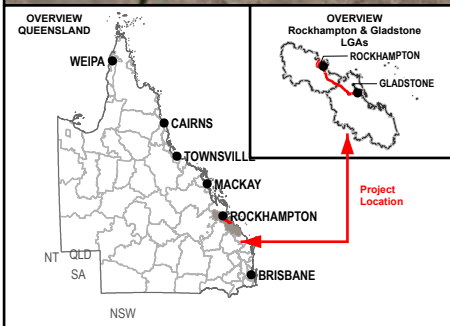 OVERVIEW
QUEENSLAND
WEIPA
CAIRNS
TOWNSVILLE
MACKAY
ROCKHAMPTON
BRISBANE
NT
QLD
SA
NSW
OVERVIEW
Rockhampton & Gladstone
LGAs
ROCKHAMPTON
GLADSTONE
Project
Location